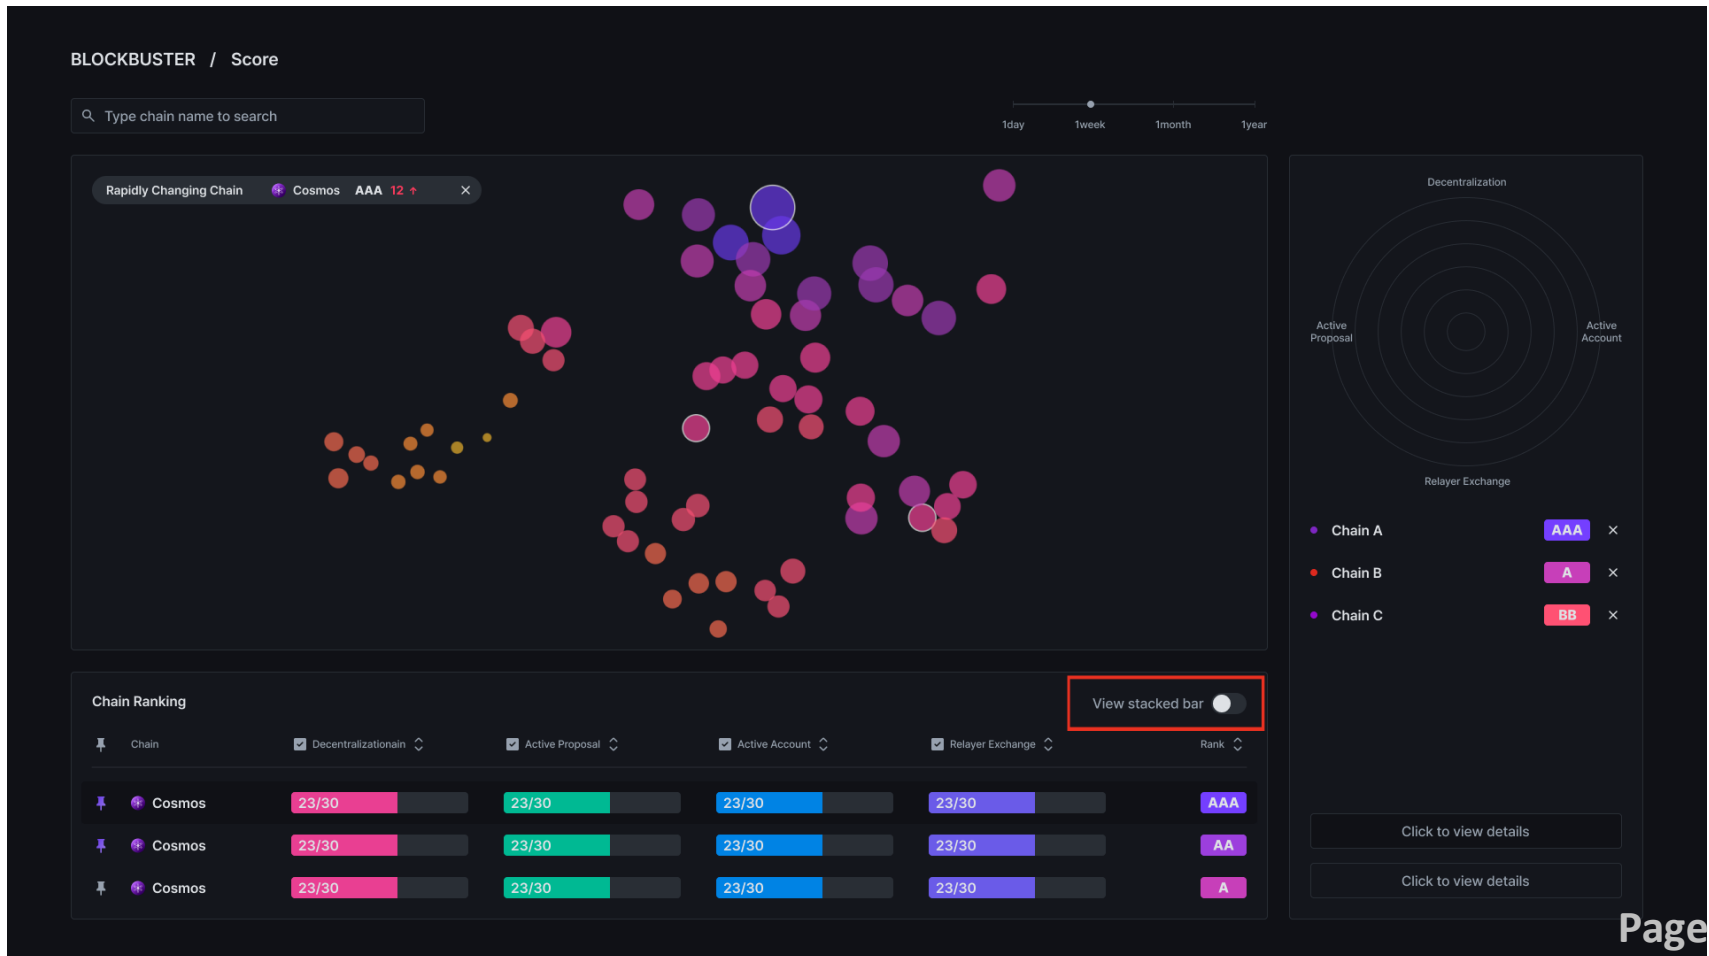 BLOCKBUSTER / Score
Type chain name to search
1day 1week 1month 1year
Rapidly Changing Chain Cosmos AAA 12 ↑ ×
Decentralization
Active Proposal
Active Account
Relayer Exchange
Chain A AAA ×
Chain B A ×
Chain C BB ×
Click to view details
Click to view details
Chain Ranking View stacked bar
Chain Decentralizationain Active Proposal Active Account Relayer Exchange Rank
Cosmos 23/30 23/30 23/30 23/30 AAA
Cosmos 23/30 23/30 23/30 23/30 AA
Cosmos 23/30 23/30 23/30 23/30 A
Page